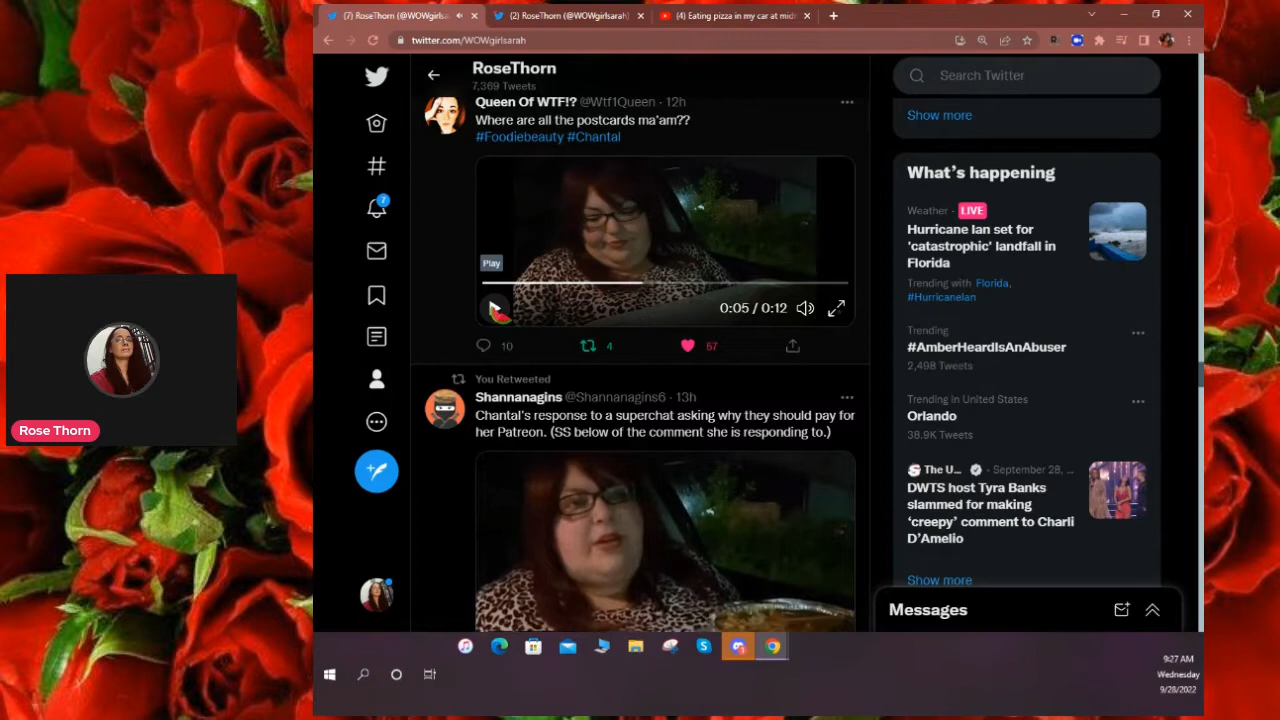 (7) RoseThorn (@WOWgirlsa
(2) RoseThorn (@WOWgirlsarah)
(4) Eating pizza in my car at midn
twitter.com/WOWgirlsarah
RoseThorn
7,369 Tweets
Queen Of WTF!? @Wtf1Queen · 12h
Where are all the postcards ma'am??
#Foodiebeauty #Chantal
Play
0:05 / 0:12
10
4
67
You Retweeted
Shannanagins @Shannanagins6 · 13h
Chantal's response to a superchat asking why they should pay for
her Patreon. (SS below of the comment she is responding to.)
7
Search Twitter
Show more
What's happening
Weather · LIVE
Hurricane Ian set for
'catastrophic' landfall in
Florida
Trending with Florida,
#HurricaneIan
Trending
#AmberHeardIsAnAbuser
2,498 Tweets
Trending in United States
Orlando
38.9K Tweets
The U... · September 28, ...
DWTS host Tyra Banks
slammed for making
'creepy' comment to Charli
D'Amelio
Show more
Messages
Rose Thorn
9:27 AM
Wednesday
9/28/2022